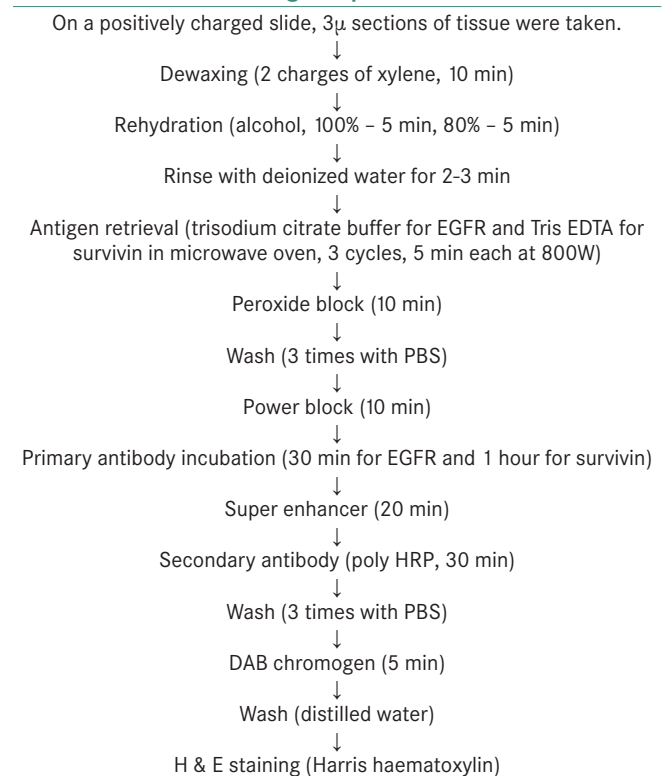 On a positively charged slide, 3μ sections of tissue were taken.
↓
Dewaxing (2 charges of xylene, 10 min)
↓
Rehydration (alcohol, 100% – 5 min, 80% – 5 min)
↓
Rinse with deionized water for 2-3 min
↓
Antigen retrieval (trisodium citrate buffer for EGFR and Tris EDTA for
survivin in microwave oven, 3 cycles, 5 min each at 800W)
↓
Peroxide block (10 min)
↓
Wash (3 times with PBS)
↓
Power block (10 min)
↓
Primary antibody incubation (30 min for EGFR and 1 hour for survivin)
↓
Super enhancer (20 min)
↓
Secondary antibody (poly HRP, 30 min)
↓
Wash (3 times with PBS)
↓
DAB chromogen (5 min)
↓
Wash (distilled water)
↓
H & E staining (Harris haematoxylin)